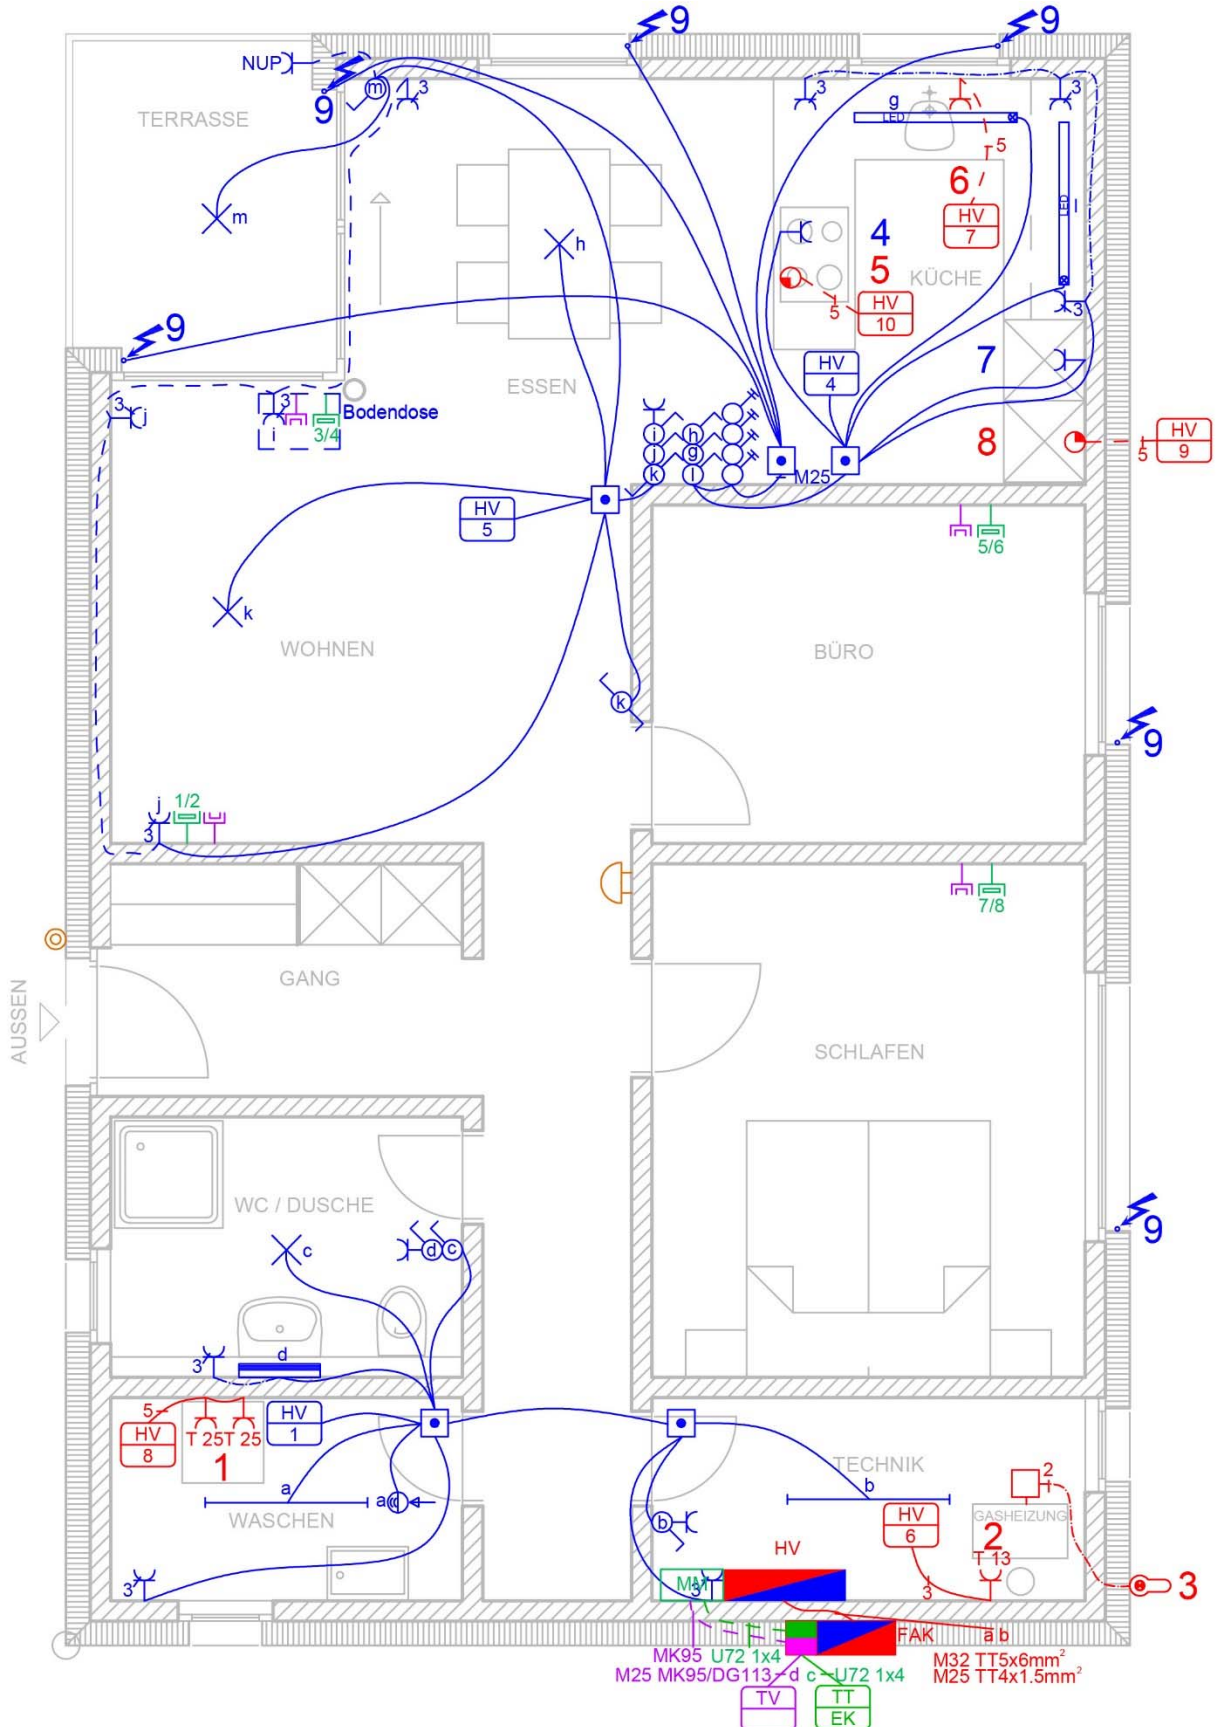 9
9
NUP
m
3
9
TERRASSE
3
3
g
LED
5
6
HV
7
LED
l
m
h
4
5
KÜCHE
5
HV
10
3
9
ESSEN
HV
4
7
3
j
3
i
3/4
Bodendose
i
h
j
g
k
l
M25
8
5
HV
9
HV
5
5/6
k
WOHNEN
BÜRO
k
9
j
1/2
3
7/8
GANG
AUSSEN
SCHLAFEN
WC / DUSCHE
c
d
c
9
3
d
5
HV
8
T 25
T 25
1
HV
1
a
a
WASCHEN
3
TECHNIK
b
2
HV
6
GASHEIZUNG
2
T 13
b
HV
3
3
MM
3
FAK
a b
MK95
U72 1x4
M25 MK95/DG113
d
c
U72 1x4
M32 TT5x6mm²
M25 TT4x1.5mm²
TV
TT
EK